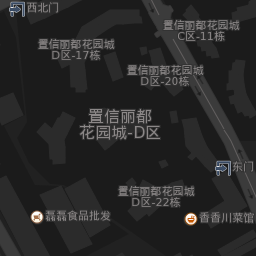 西北门
置信丽都花园城
C区-11栋
置信丽都花园城
D区-17栋
置信丽都花园城
D区-20栋
置信丽都
花园城-D区
东门
置信丽都花园城
D区-22栋
磊磊食品批发
香香川菜馆